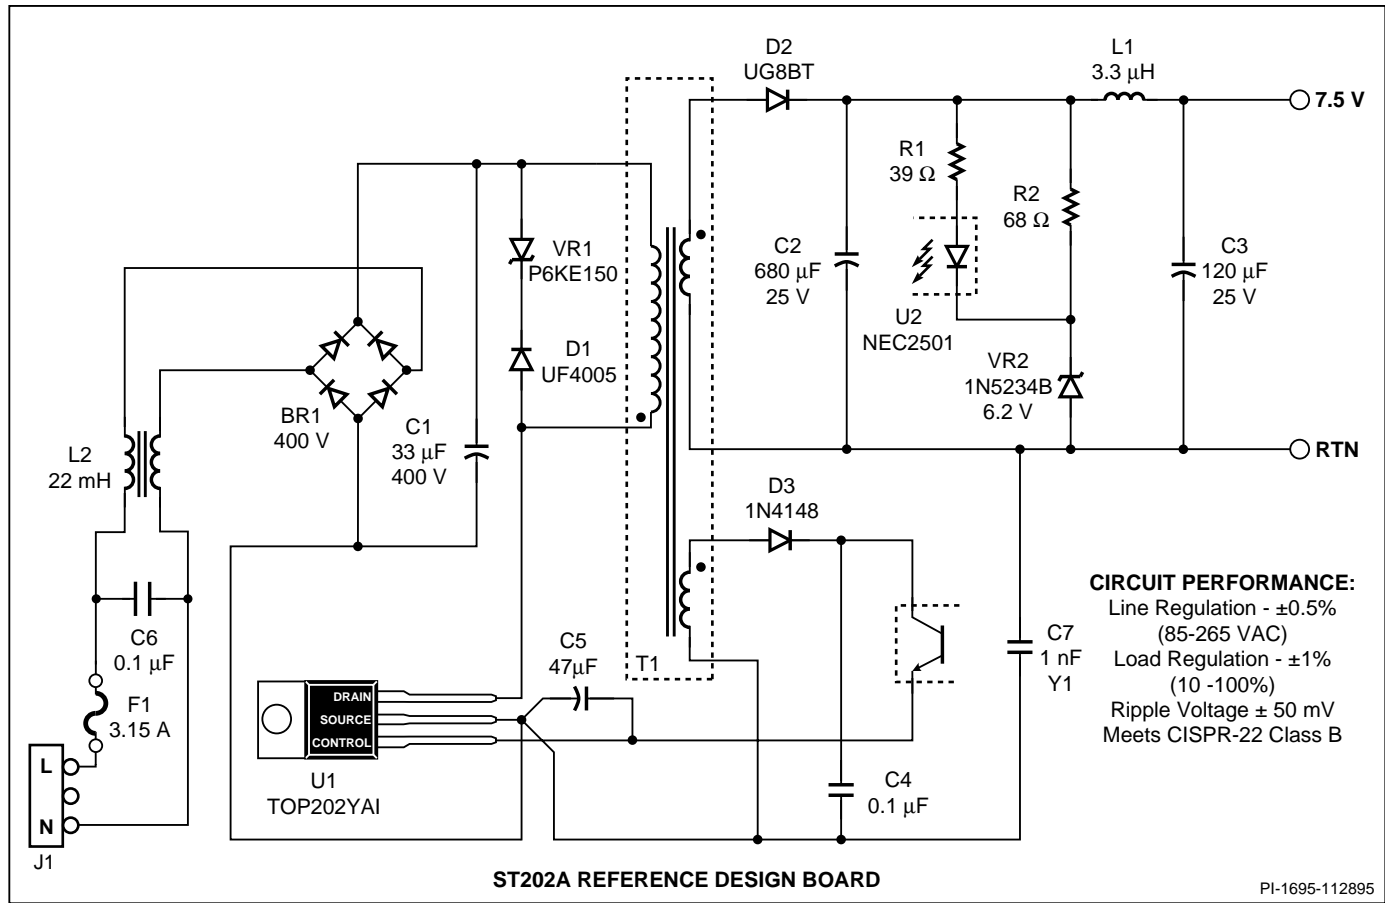 D2
UG8BT
L1
3.3 μH
7.5 V
R1
39 Ω
R2
68 Ω
VR1
P6KE150
C2
680 μF
25 V
C3
120 μF
25 V
U2
NEC2501
D1
UF4005
VR2
1N5234B
6.2 V
BR1
400 V
C1
33 μF
400 V
L2
22 mH
RTN
D3
1N4148
CIRCUIT PERFORMANCE:
Line Regulation - ±0.5%
(85-265 VAC)
Load Regulation - ±1%
(10 -100%)
Ripple Voltage ± 50 mV
Meets CISPR-22 Class B
C6
0.1 μF
C5
47μF
T1
C7
1 nF
Y1
F1
3.15 A
DRAIN
SOURCE
CONTROL
L
N
J1
U1
TOP202YAI
C4
0.1 μF
ST202A REFERENCE DESIGN BOARD
PI-1695-112895